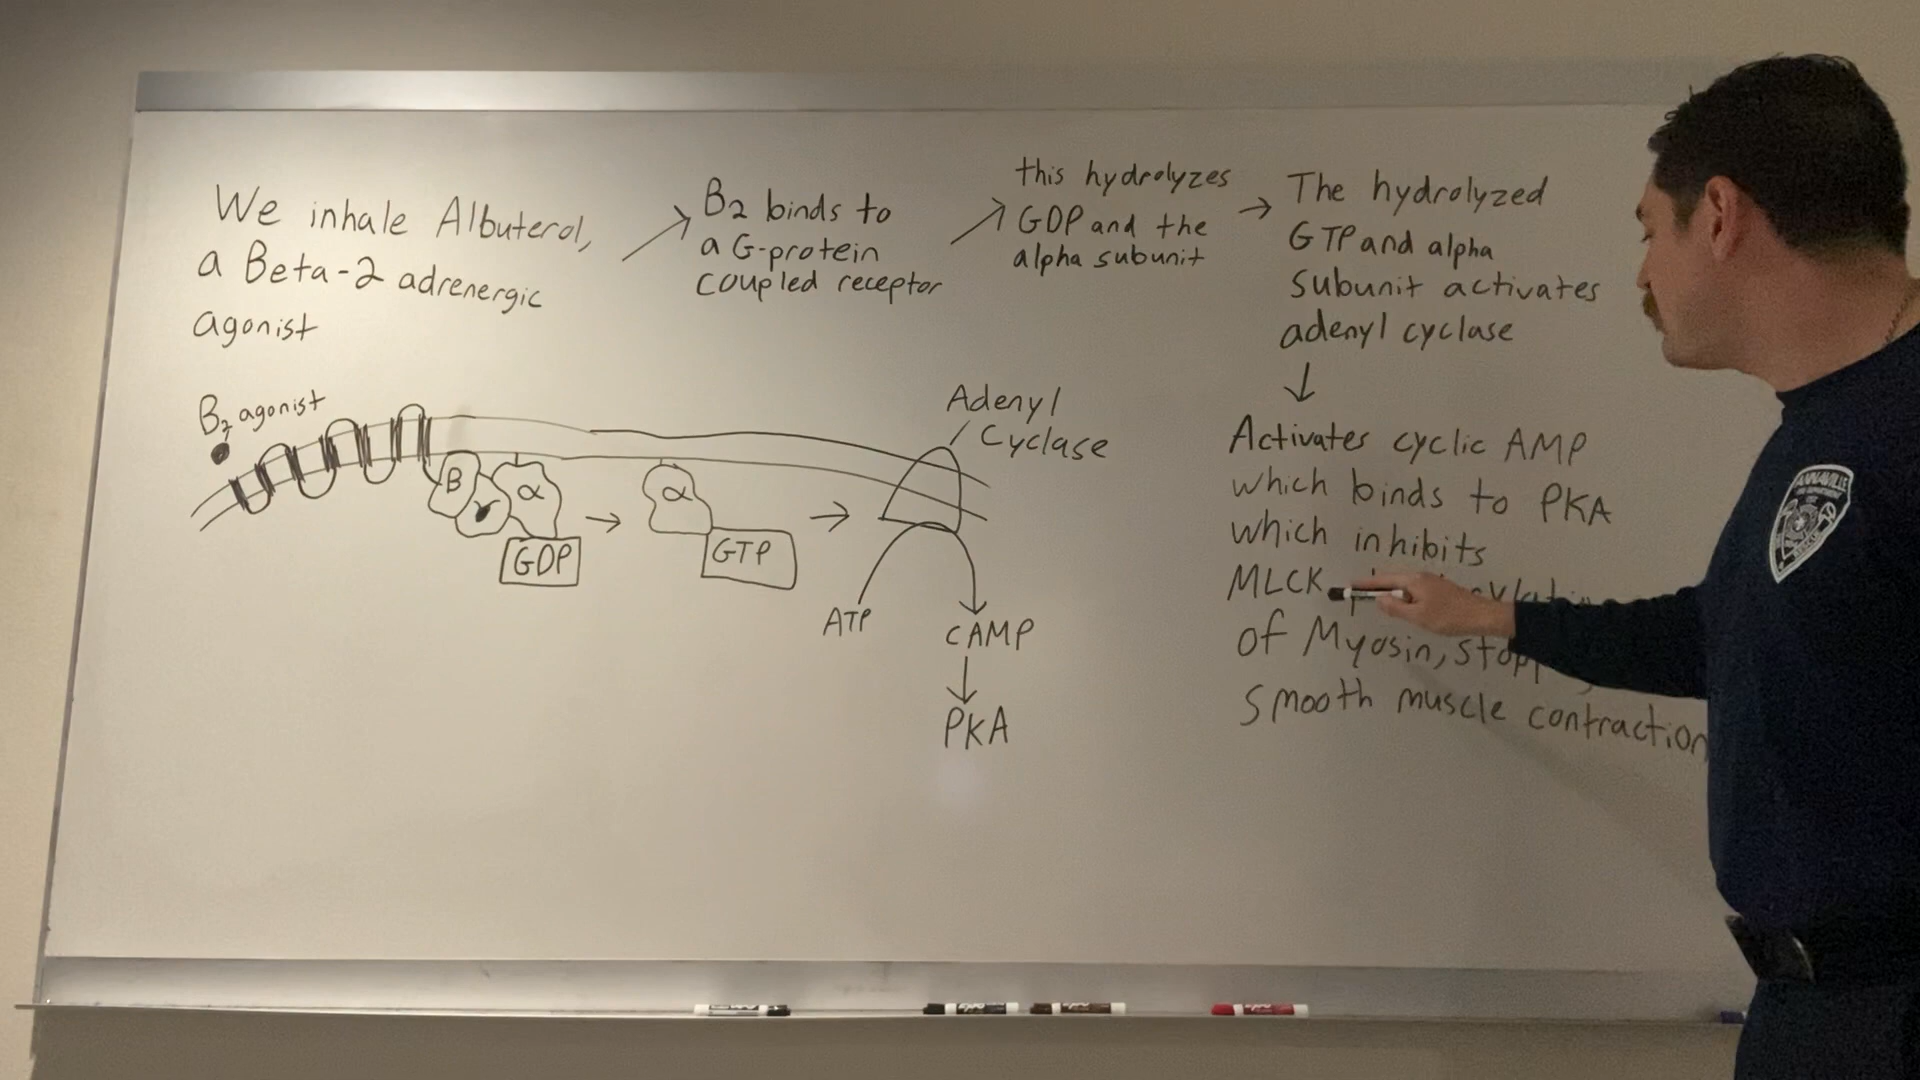 We inhale Albuterol,
a Beta-2 adrenergic
agonist
B2 binds to
a G-protein
coupled receptor
this hydrolyzes
GDP and the
alpha subunit
The hydrolyzed
GTP and alpha
subunit activates
adenyl cyclase
Activates cyclic AMP
which binds to PKA
which inhibits
MLCK
of Myosin,
smooth muscle contraction
B2 agonist
Adenyl
Cyclase
B
γ
α
GDP
α
GTP
ATP
CAMP
PKA